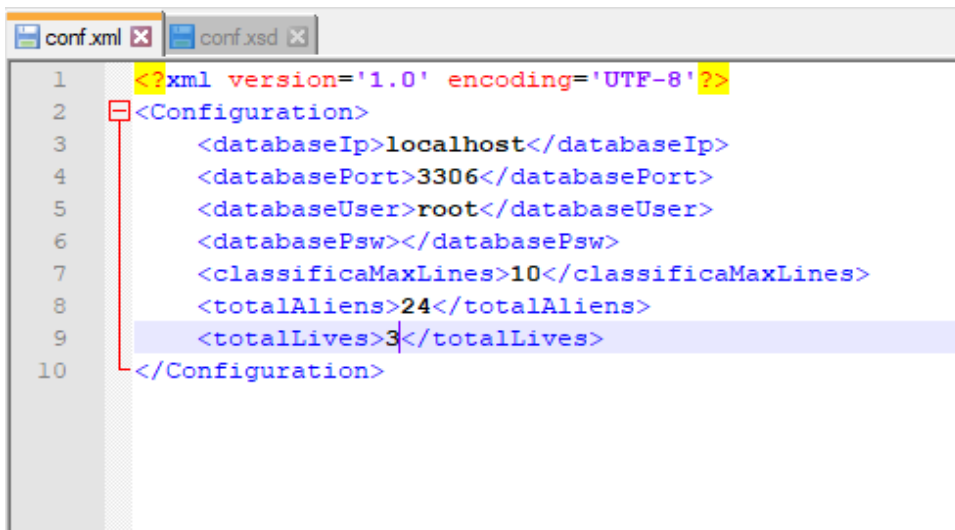 conf.xml conf.xsd
1 <?xml version='1.0' encoding='UTF-8'?>
2 <Configuration>
3 <databaseIp>localhost</databaseIp>
4 <databasePort>3306</databasePort>
5 <databaseUser>root</databaseUser>
6 <databasePsw></databasePsw>
7 <classificaMaxLines>10</classificaMaxLines>
8 <totalAliens>24</totalAliens>
9 <totalLives>3</totalLives>
10 </Configuration>